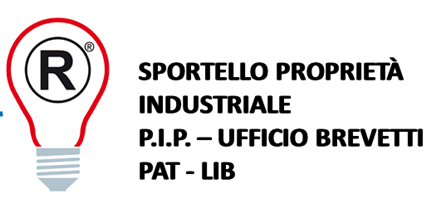 R ®
SPORTELLO PROPRIETÀ
INDUSTRIALE
P.I.P. – UFFICIO BREVETTI
PAT - LIB